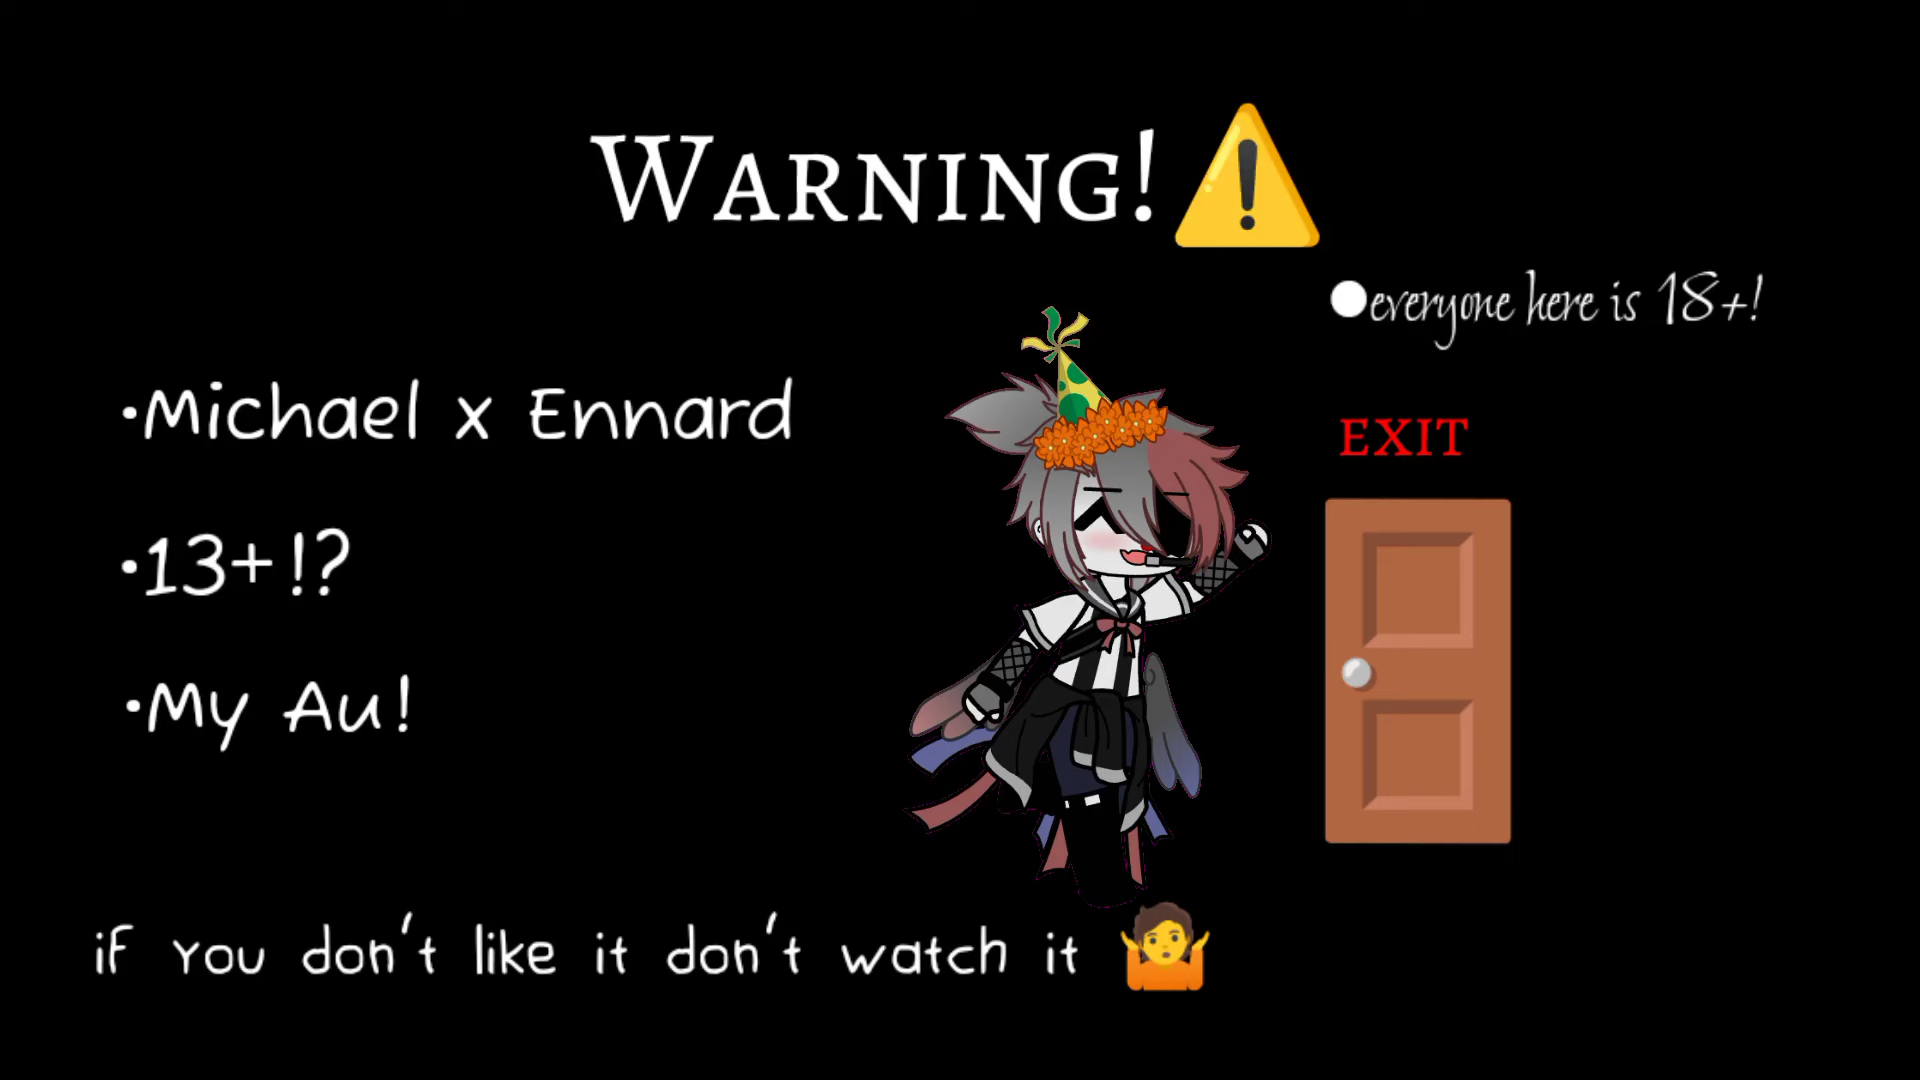 Warning!
•everyone here is 18+!
•Michael x Ennard
EXIT
•13+!?
•My Au!
if you don't like it don't watch it